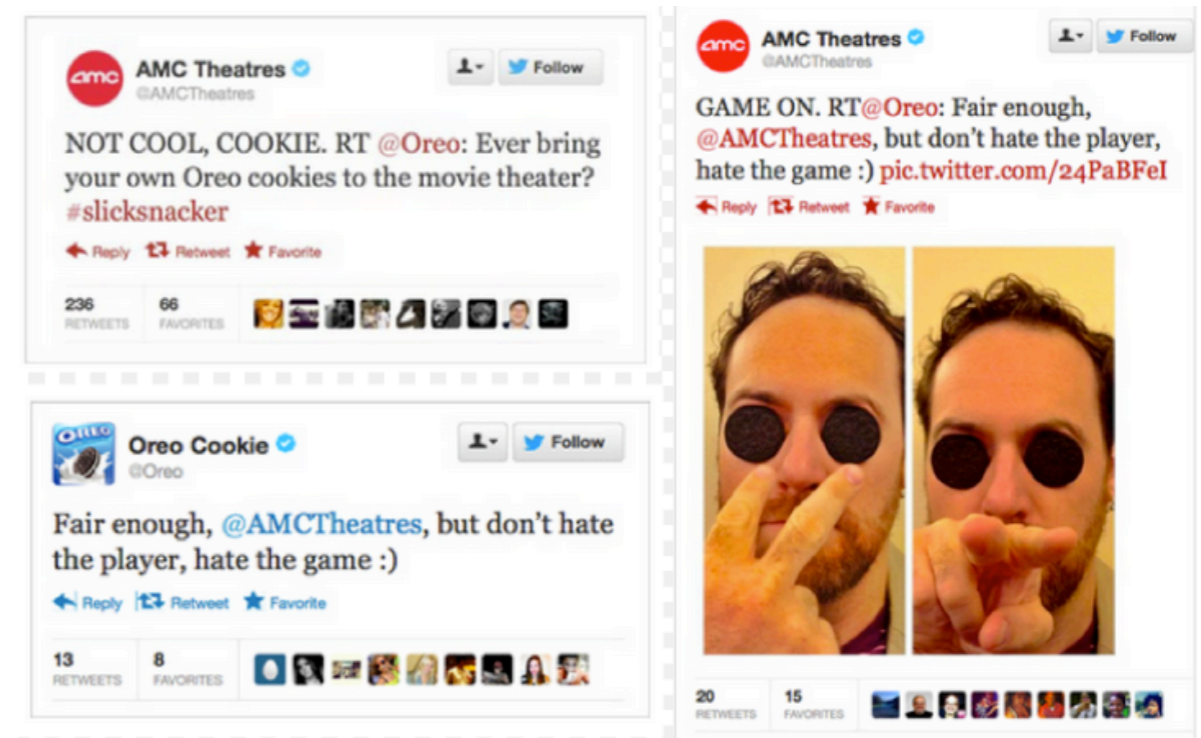 amc
AMC Theatres
@AMCTheatres
Follow
NOT COOL, COOKIE. RT @Oreo: Ever bring
your own Oreo cookies to the movie theater?
#slicksnacker
Reply Retweet Favorite
236 66
RETWEETS FAVORITES
OREO
Oreo Cookie
@Oreo
Follow
Fair enough, @AMCTheatres, but don't hate
the player, hate the game :)
Reply Retweet Favorite
13 8
RETWEETS FAVORITES
amc
AMC Theatres
@AMCTheatres
Follow
GAME ON. RT@Oreo: Fair enough,
@AMCTheatres, but don't hate the player,
hate the game :) pic.twitter.com/24PaBFeI
Reply Retweet Favorite
20 15
RETWEETS FAVORITES